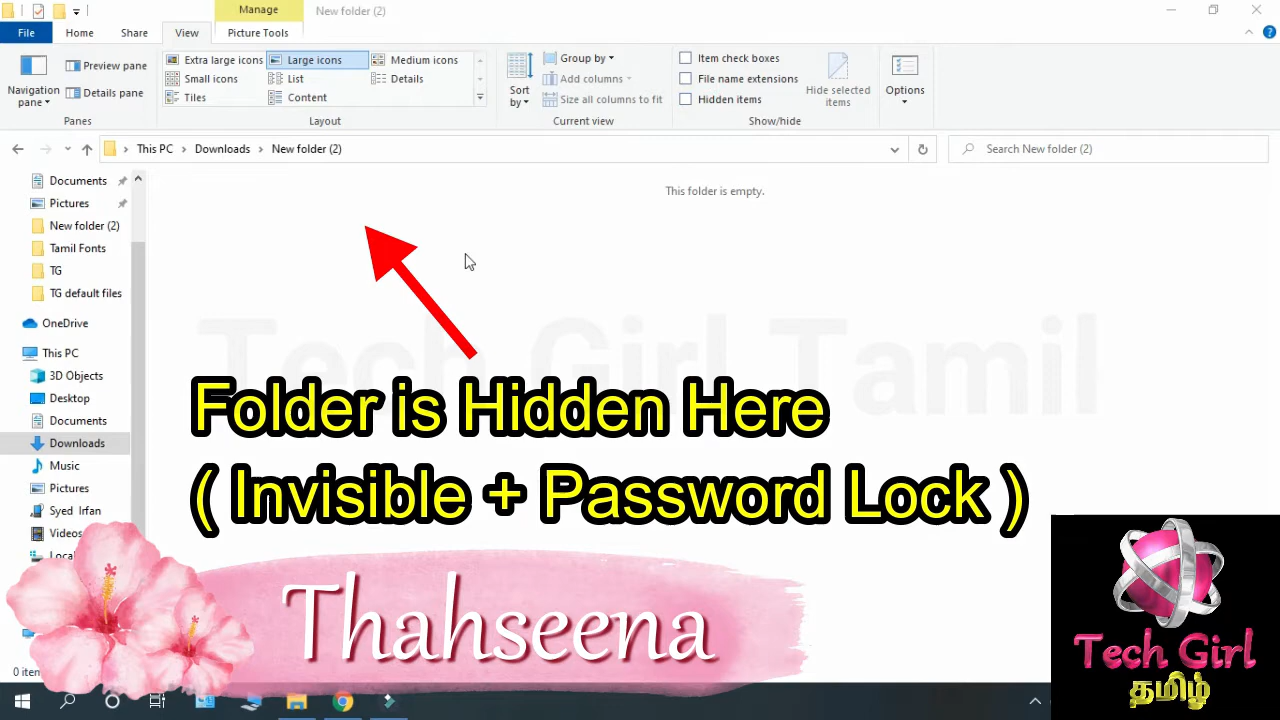 Manage
New folder (2)
File
Home
Share
View
Picture Tools
Navigation pane
Preview pane
Details pane
Panes
Extra large icons
Large icons
Medium icons
Small icons
List
Details
Tiles
Content
Layout
Sort by
Group by
Add columns
Size all columns to fit
Current view
Item check boxes
File name extensions
Hidden items
Hide selected items
Show/hide
Options
This PC > Downloads > New folder (2)
Search New folder (2)
Documents
Pictures
New folder (2)
Tamil Fonts
TG
TG default files
OneDrive
This PC
3D Objects
Desktop
Documents
Downloads
Music
Pictures
Syed Irfan
Videos
This folder is empty.
Tech Girl Tamil
Folder is Hidden Here
( Invisible + Password Lock )
Thahseena
Tech Girl
தமிழ்